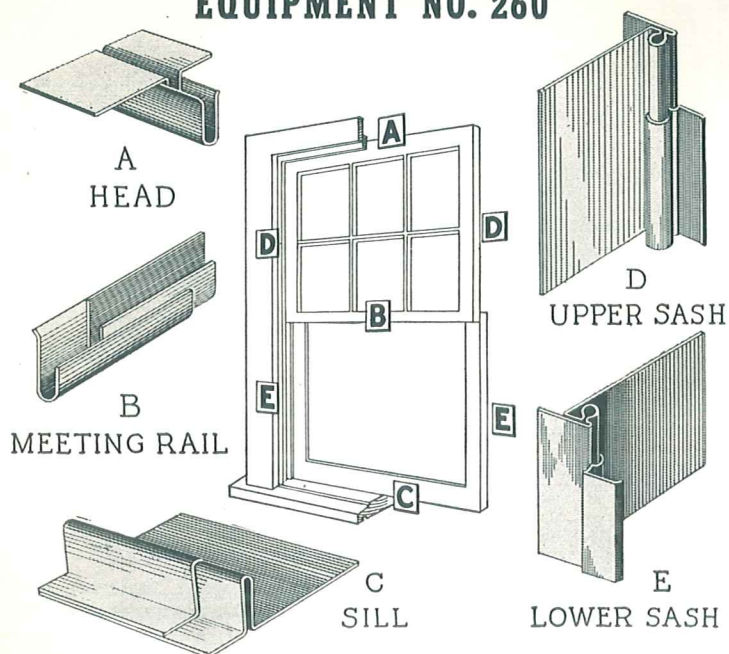 EQUIPMENT NO. 260
A
HEAD
A
D
D
D
UPPER SASH
B
B
MEETING RAIL
E
E
C
C
SILL
E
LOWER SASH